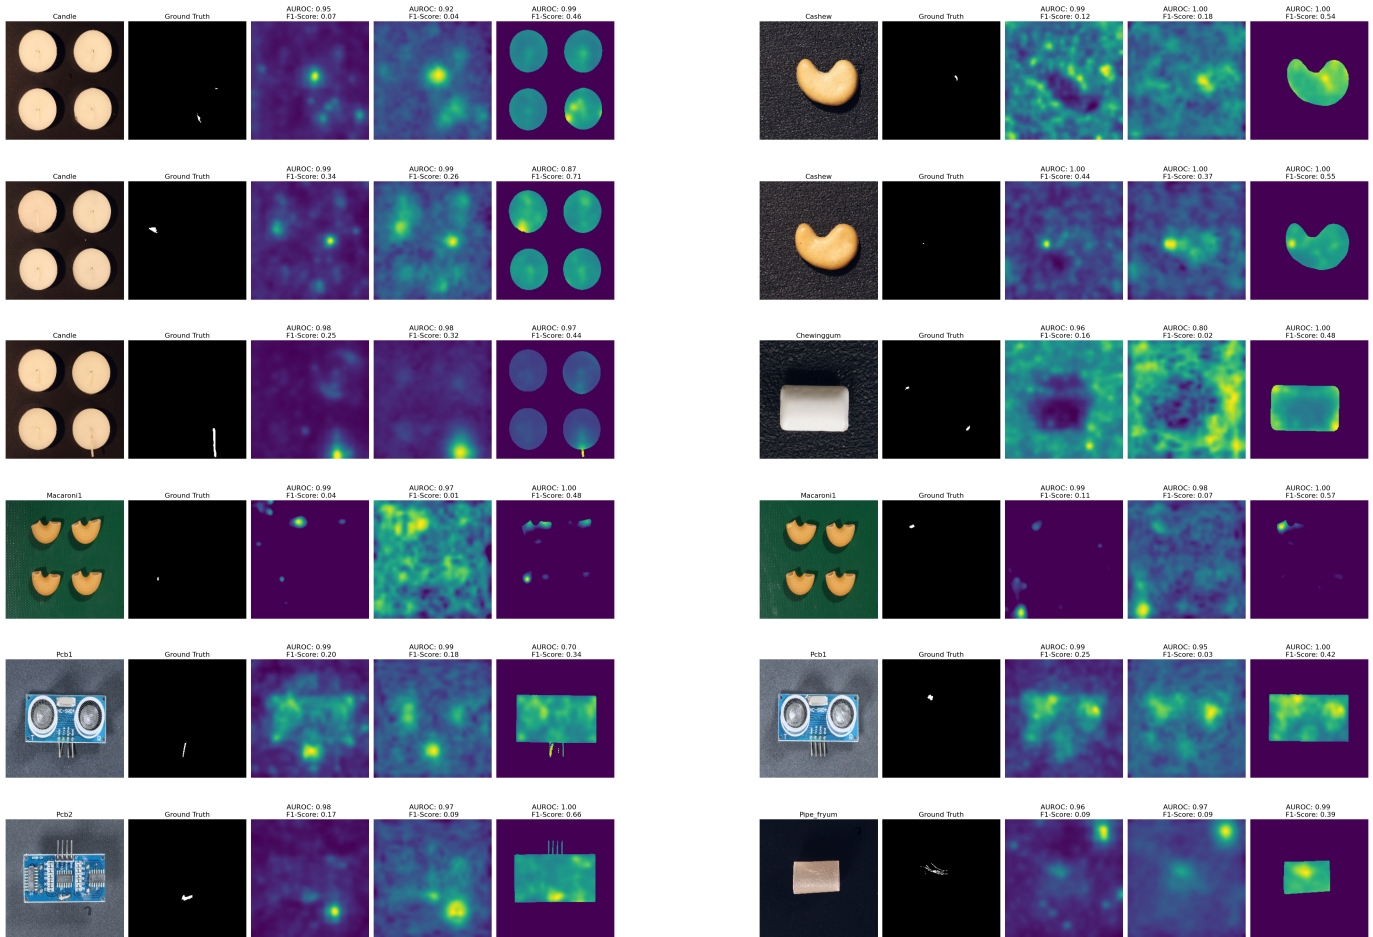 Candle
Ground Truth
AUROC: 0.95
F1-Score: 0.07
AUROC: 0.92
F1-Score: 0.04
AUROC: 0.99
F1-Score: 0.46
Cashew
Ground Truth
AUROC: 0.99
F1-Score: 0.12
AUROC: 1.00
F1-Score: 0.18
AUROC: 1.00
F1-Score: 0.54
Candle
Ground Truth
AUROC: 0.99
F1-Score: 0.34
AUROC: 0.99
F1-Score: 0.26
AUROC: 0.87
F1-Score: 0.71
Cashew
Ground Truth
AUROC: 1.00
F1-Score: 0.44
AUROC: 1.00
F1-Score: 0.37
AUROC: 1.00
F1-Score: 0.55
Candle
Ground Truth
AUROC: 0.98
F1-Score: 0.25
AUROC: 0.98
F1-Score: 0.32
AUROC: 0.97
F1-Score: 0.44
Chewinggum
Ground Truth
AUROC: 0.96
F1-Score: 0.16
AUROC: 0.80
F1-Score: 0.02
AUROC: 1.00
F1-Score: 0.48
Macaroni1
Ground Truth
AUROC: 0.99
F1-Score: 0.04
AUROC: 0.97
F1-Score: 0.01
AUROC: 1.00
F1-Score: 0.48
Macaroni1
Ground Truth
AUROC: 0.99
F1-Score: 0.11
AUROC: 0.98
F1-Score: 0.07
AUROC: 1.00
F1-Score: 0.57
Pcb1
Ground Truth
AUROC: 0.99
F1-Score: 0.20
AUROC: 0.99
F1-Score: 0.18
AUROC: 0.70
F1-Score: 0.34
Pcb1
Ground Truth
AUROC: 0.99
F1-Score: 0.25
AUROC: 0.95
F1-Score: 0.03
AUROC: 1.00
F1-Score: 0.42
Pcb2
Ground Truth
AUROC: 0.98
F1-Score: 0.17
AUROC: 0.97
F1-Score: 0.09
AUROC: 1.00
F1-Score: 0.66
Pipe_fryum
Ground Truth
AUROC: 0.96
F1-Score: 0.09
AUROC: 0.97
F1-Score: 0.09
AUROC: 0.99
F1-Score: 0.39